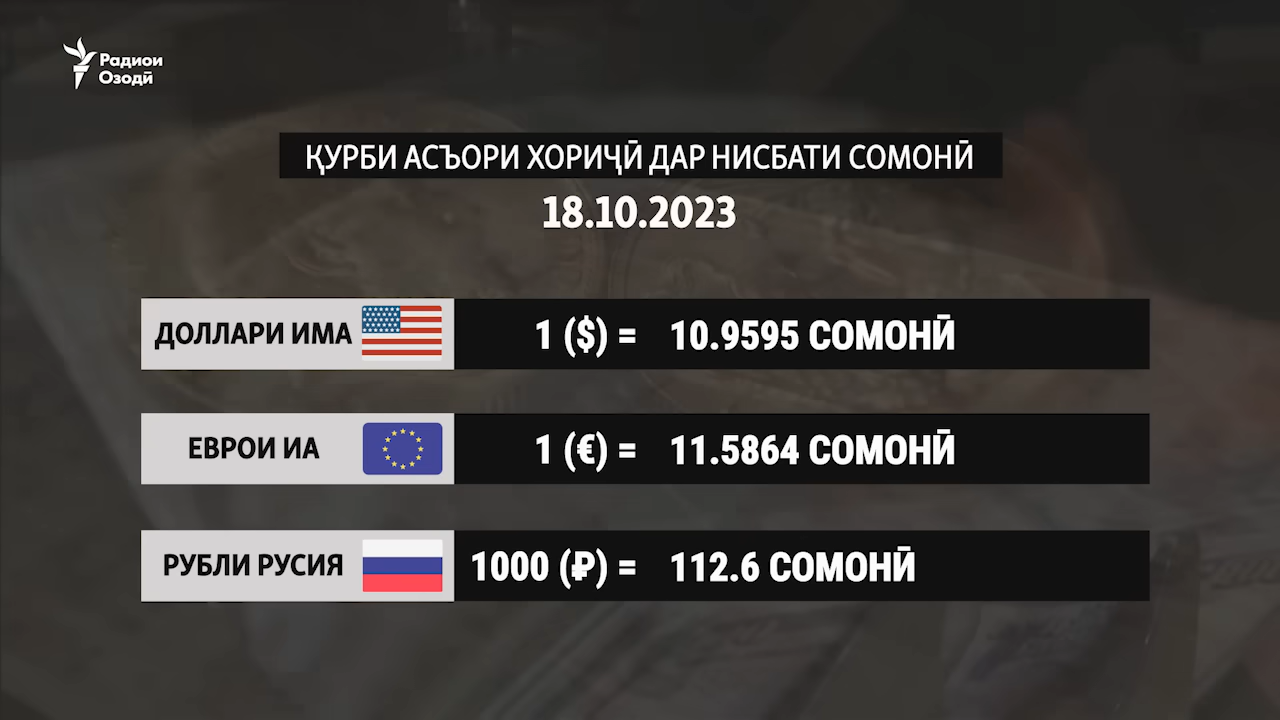 Радиои
Озодӣ
ҚУРБИ АСЪОРИ ХОРИҶӢ ДАР НИСБАТИ СОМОНӢ
18.10.2023
ДОЛЛАРИ ИМА 1 ($) = 10.9595 СОМОНӢ
ЕВРОИ ИА 1 (€) = 11.5864 СОМОНӢ
РУБЛИ РУСИЯ 1000 (₽) = 112.6 СОМОНӢ